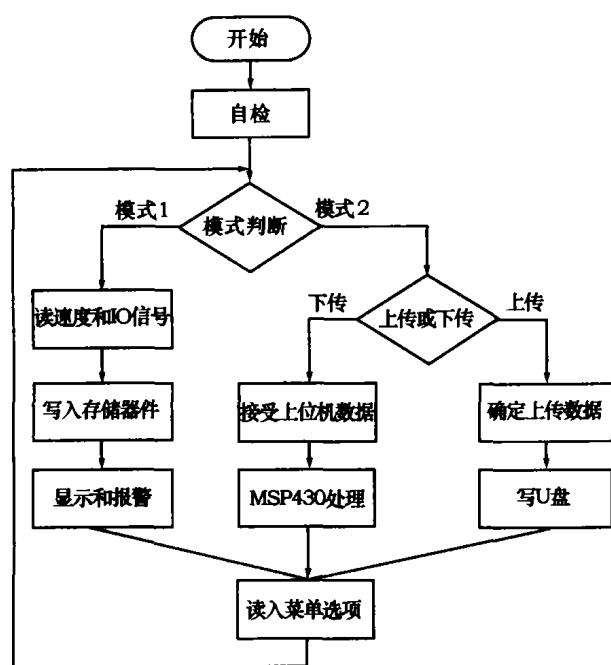 开始
自检
模式1
模式判断
模式2
读速度和IO信号
下传
上传或下传
上传
写入存储器件
接受上位机数据
确定上传数据
显示和报警
MSP430处理
写U盘
读入菜单选项